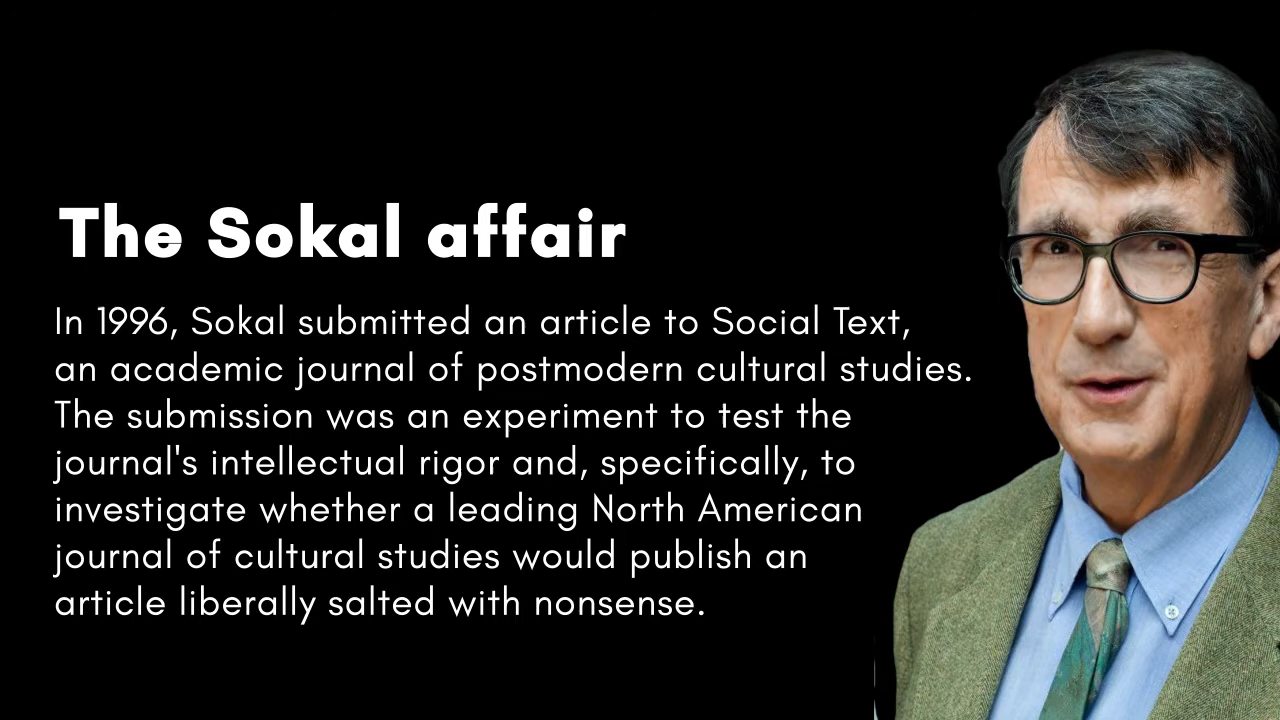 The Sokal affair
In 1996, Sokal submitted an article to Social Text,
an academic journal of postmodern cultural studies.
The submission was an experiment to test the
journal's intellectual rigor and, specifically, to
investigate whether a leading North American
journal of cultural studies would publish an
article liberally salted with nonsense.